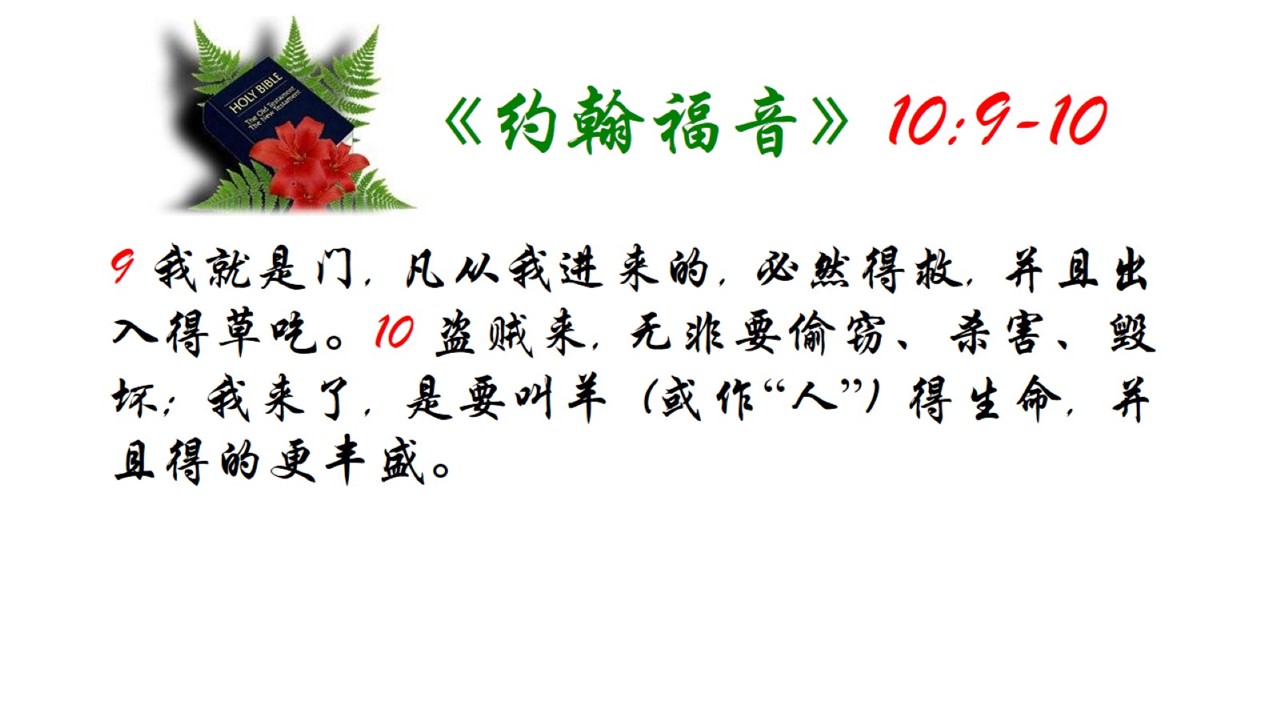 HOLY BIBLE
The Old Testament
The New Testament
《约翰福音》10:9-10
9 我就是门，凡从我进来的，必然得救，并且出
入得草吃。10 盗贼来，无非要偷窃、杀害、毁
坏；我来了，是要叫羊（或作“人”）得生命，并
且得的更丰盛。